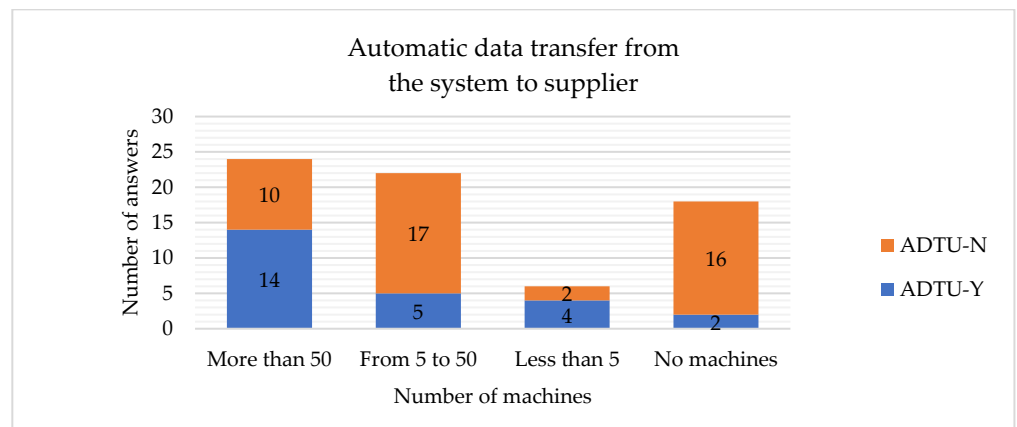 Automatic data transfer from
the system to supplier
Number of answers
30
25
20
15
10
5
0
10
14
17
5
2
4
16
2
More than 50
From 5 to 50
Less than 5
No machines
Number of machines
ADTU-N
ADTU-Y